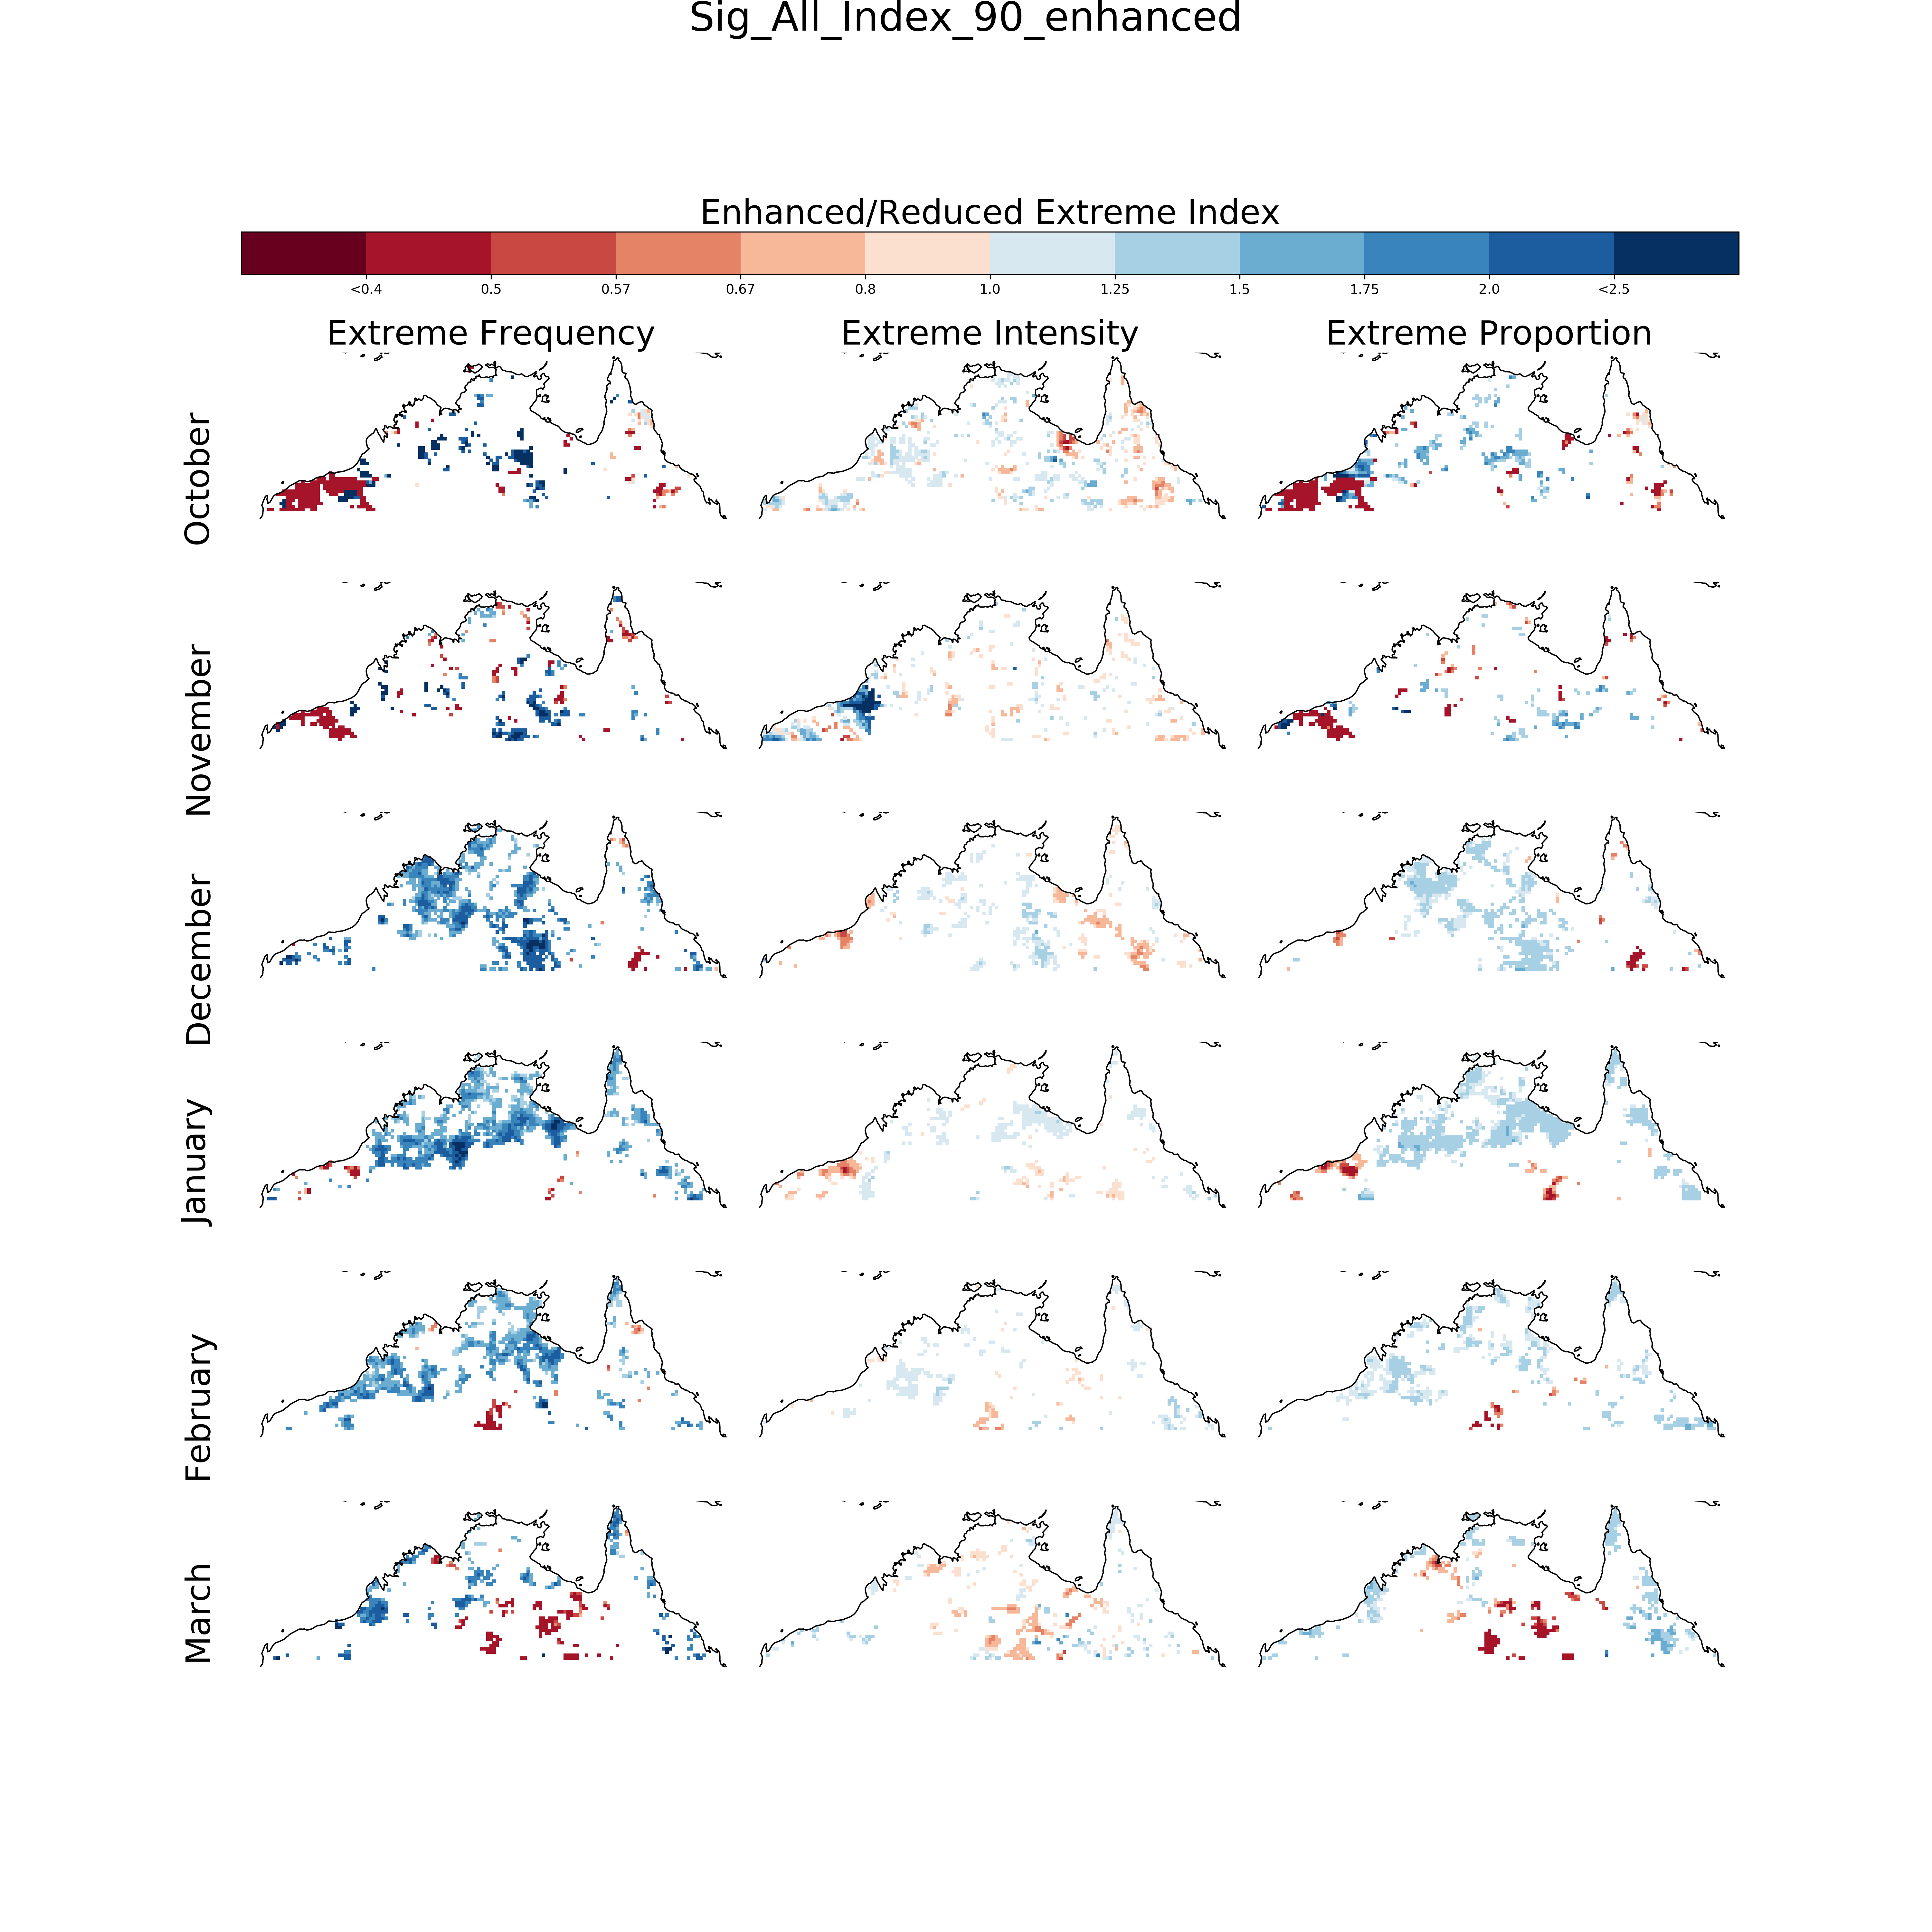 Sig_All_Index_90_enhanced
Enhanced/Reduced Extreme Index
<0.4 0.5 0.57 0.67 0.8 1.0 1.25 1.5 1.75 2.0 <2.5
Extreme Frequency Extreme Intensity Extreme Proportion
October
November
December
January
February
March